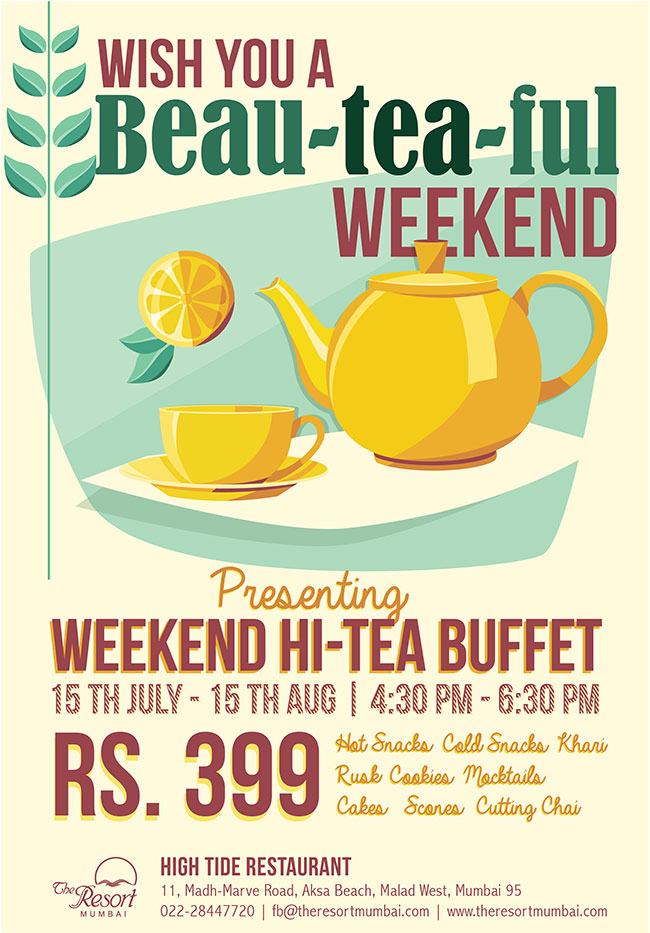 WISH YOU A
Beau-tea-ful
WEEKEND
Presenting
WEEKEND HI-TEA BUFFET
15 TH JULY - 15 TH AUG | 4:30 PM - 6:30 PM
RS. 399
Hot Snacks Cold Snacks Khari
Rusk Cookies Mocktails
Cakes Scones Cutting Chai
The Resort
MUMBAI
HIGH TIDE RESTAURANT
11, Madh-Marve Road, Aksa Beach, Malad West, Mumbai 95
022-28447720 | fb@theresortmumbai.com | www.theresortmumbai.com